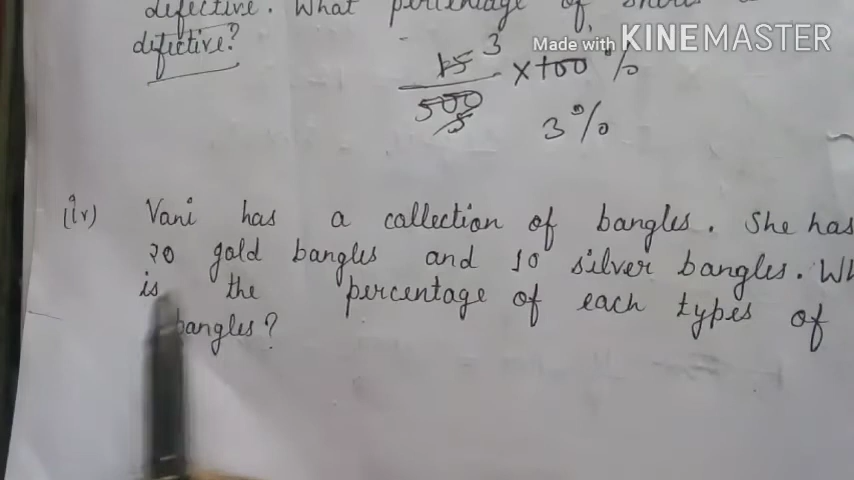 defective. What percentage of
defective?
Made with KINEMASTER
15 3
500 × 100 %
5
3%
(iv) Vani has a collection of bangles. She has
20 gold bangles and 10 silver bangles.
is the percentage of each types of
bangles?